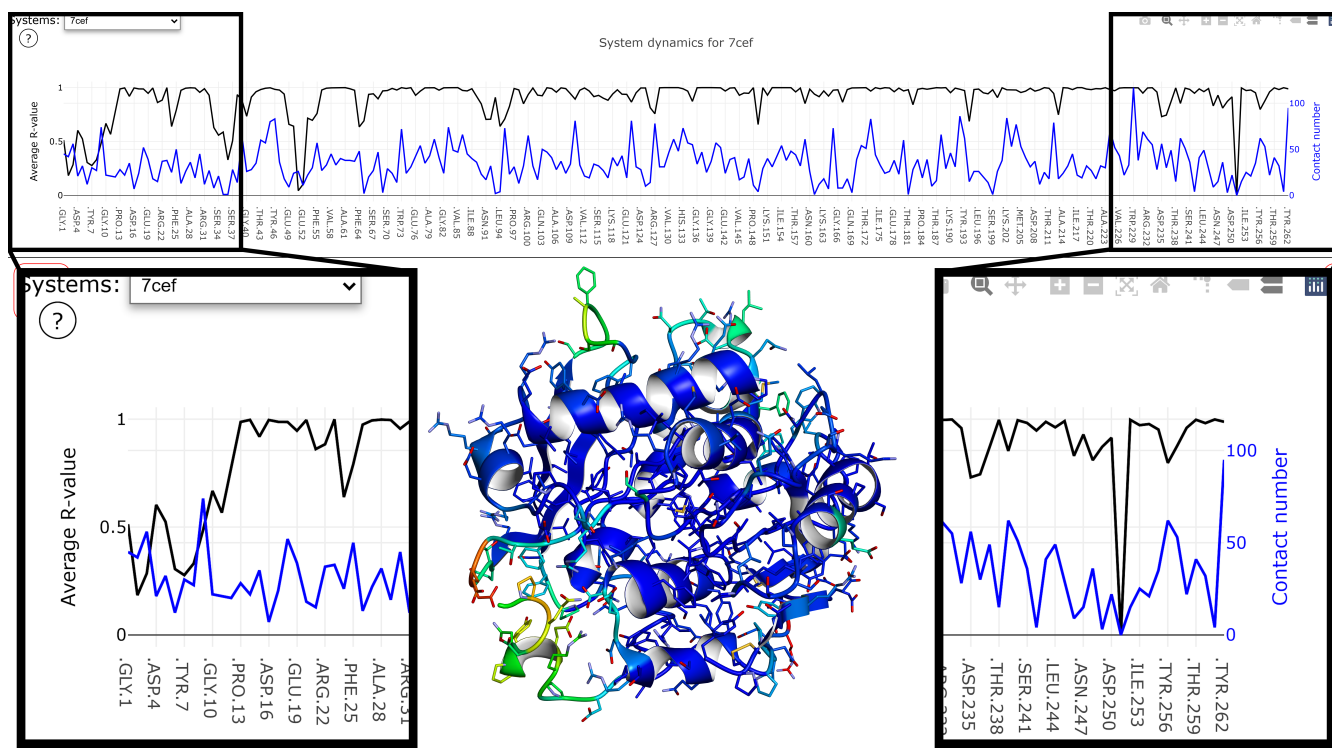 Systems: 7cef
?
System dynamics for 7cef
Average R-value
1
0.5
0
100
50
0
Contact number
.GLY.1 .ASP.4 .TYR.7 .GLY.10 .PRO.13 .ASP.16 .GLU.19 .ARG.22 .PHE.25 .ALA.28 .ARG.31 .SER.34 .SER.37 .GLY.40 .THR.43 .TYR.46 .GLU.49 .GLU.52 .PHE.55 .VAL.58 .ALA.61 .PHE.64 .SER.67 .SER.70 .TRP.73 .GLU.76 .ALA.79 .GLY.82 .VAL.85 .ILE.88 .ASN.91 .LEU.94 .PRO.97 .ARG.100 .GLN.103 .ALA.106 .ASP.109 .VAL.112 .SER.115 .LYS.118 .GLU.121 .ASP.124 .ARG.127 .VAL.130 .HIS.133 .GLY.136 .GLY.139 .GLU.142 .VAL.145 .PRO.148 .LYS.151 .ILE.154 .THR.157 .ASN.160 .LYS.163 .GLY.166 .GLN.169 .THR.172 .ILE.175 .GLU.178 .THR.181 .PRO.184 .THR.187 .LYS.190 .TYR.193 .LEU.196 .SER.199 .LYS.202 .MET.205 .ASP.208 .THR.211 .ALA.214 .ILE.217 .THR.220 .ALA.223 .VAL.226 .TRP.229 .ARG.232 .ASP.235 .THR.238 .SER.241 .LEU.244 .ASN.247 .ASP.250 .ILE.253 .TYR.256 .THR.259 .TYR.262
Systems: 7cef
?
Average R-value
1
0.5
0
.GLY.1 .ASP.4 .TYR.7 .GLY.10 .PRO.13 .ASP.16 .GLU.19 .ARG.22 .PHE.25 .ALA.28 .ARG.31
100
50
0
Contact number
ASP.235 .THR.238 .SER.241 .LEU.244 .ASN.247 .ASP.250 .ILE.253 .TYR.256 .THR.259 .TYR.262